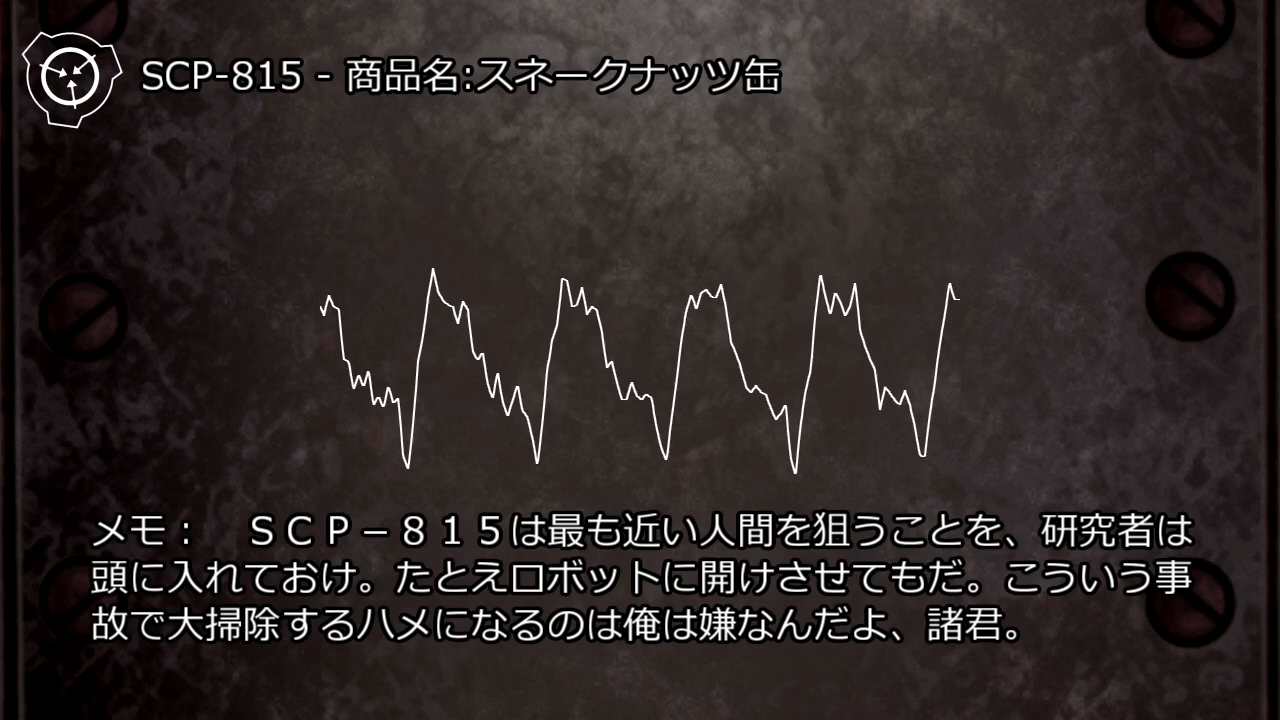 SCP-815 - 商品名:スネークナッツ缶
メモ：　ＳＣＰ－８１５は最も近い人間を狙うことを、研究者は
頭に入れておけ。たとえロボットに開けさせてもだ。こういう事
故で大掃除するハメになるのは俺は嫌なんだよ、諸君。